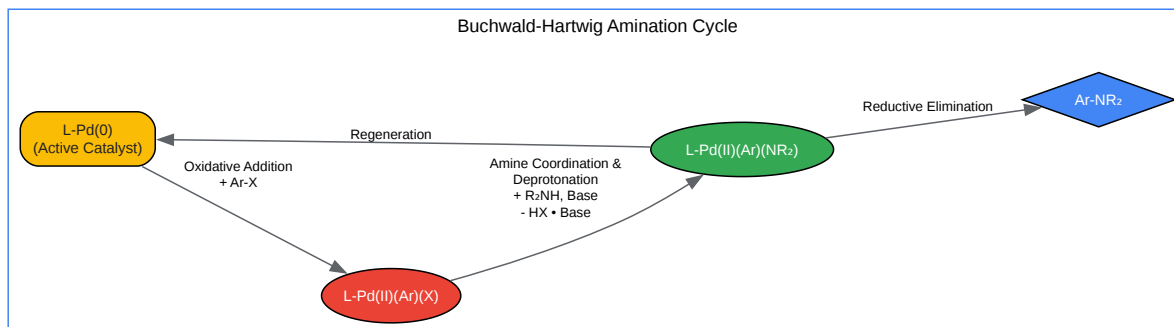 Buchwald-Hartwig Amination Cycle
L-Pd(0)
(Active Catalyst)
Regeneration
Oxidative Addition
+ Ar-X
L-Pd(II)(Ar)(X)
Amine Coordination &
Deprotonation
+ R₂NH, Base
- HX • Base
L-Pd(II)(Ar)(NR₂)
Reductive Elimination
Ar-NR₂